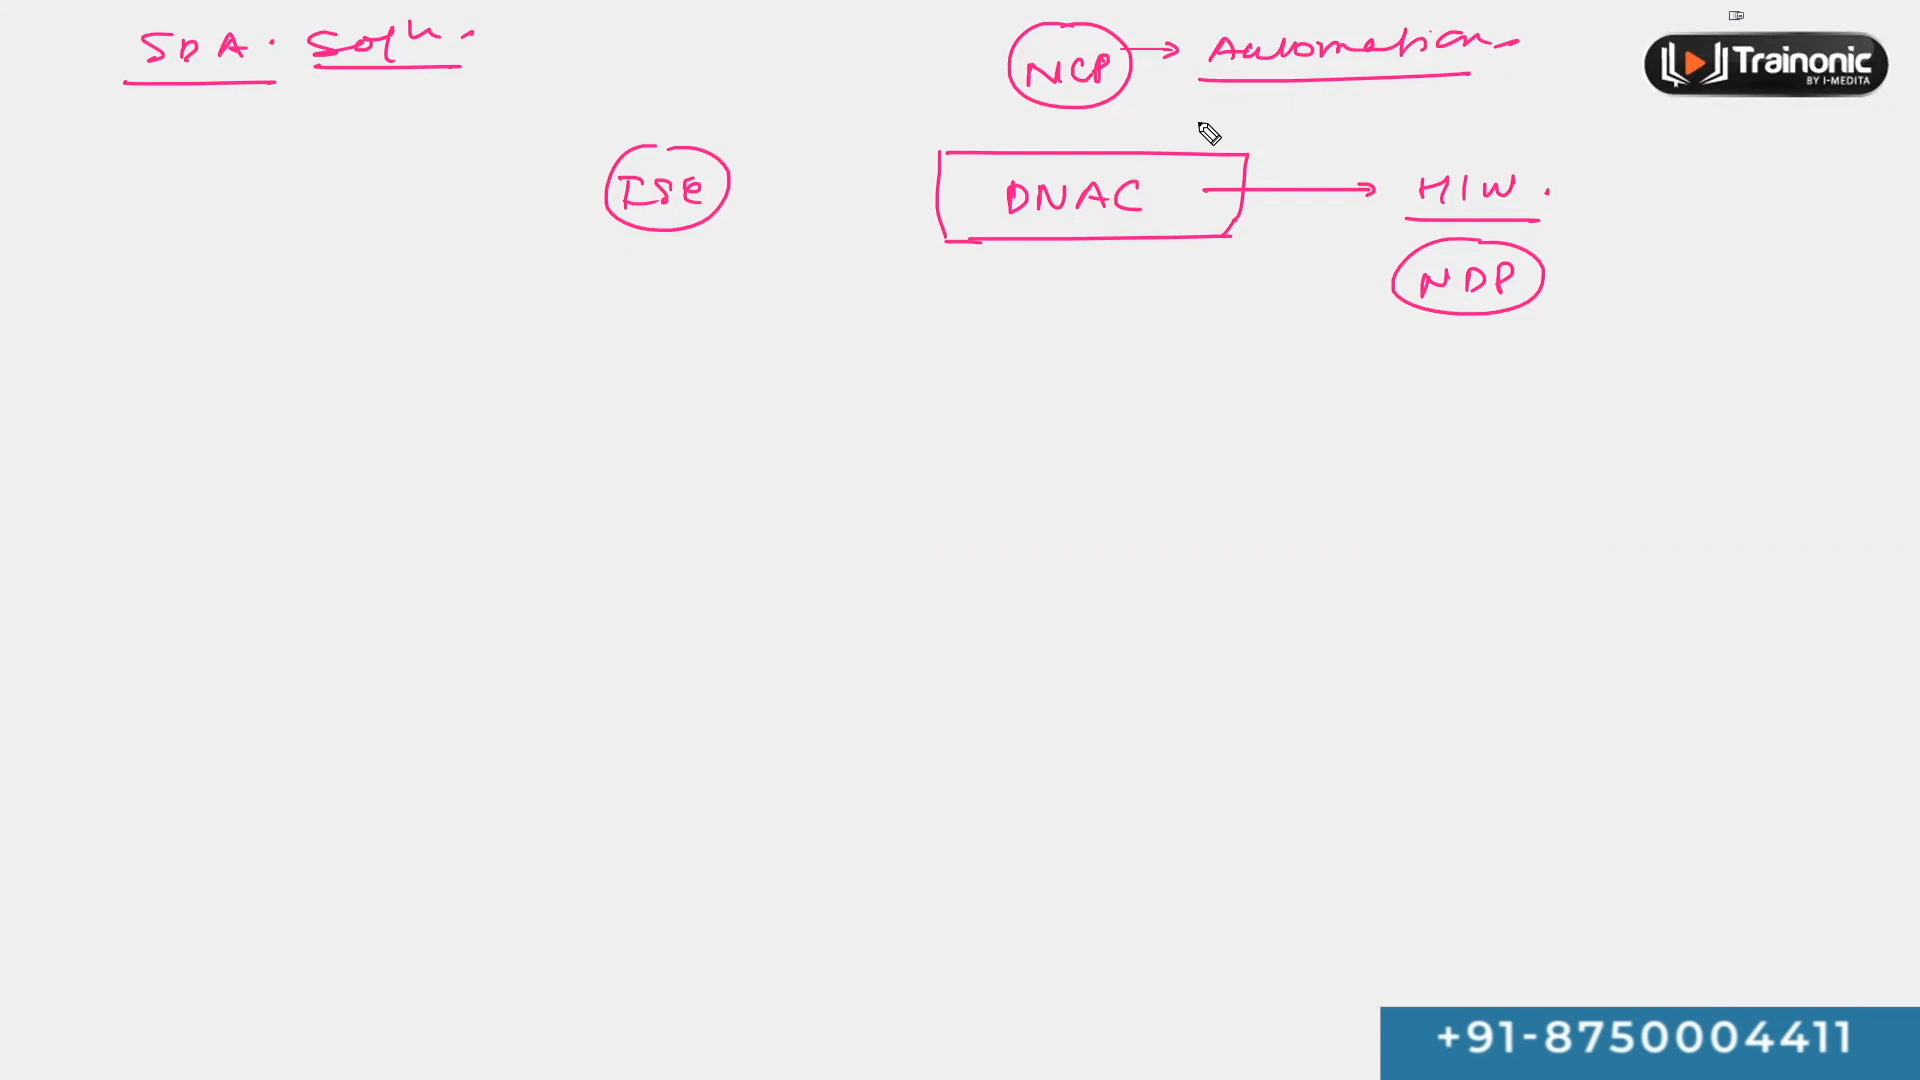 SDA. Soln.
NCP → Automation.
Trainonic
BY I-MEDITA
ISE
DNAC → H/W.
NDP
+91-8750004411